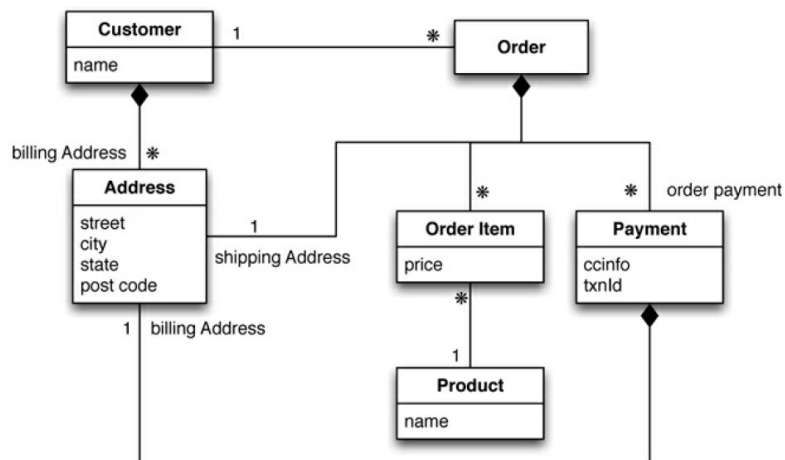 Customer
name
1
*
Order
billing Address
*
Address
street
city
state
post code
1
shipping Address
*
Order Item
price
*
order payment
Payment
ccinfo
txnId
1
billing Address
*
1
Product
name